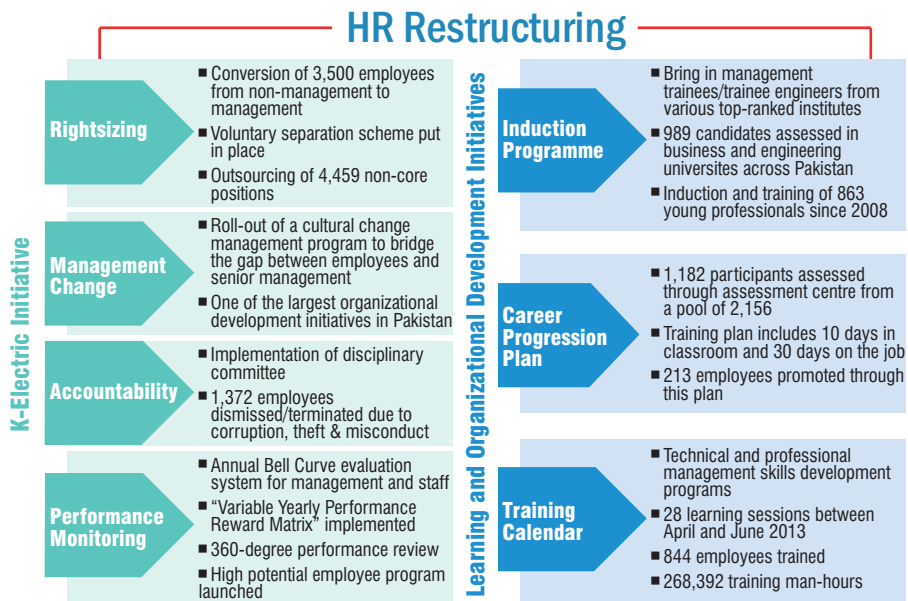 HR Restructuring
K-Electric Initiative
Rightsizing
■ Conversion of 3,500 employees
from non-management to
management
■ Voluntary separation scheme put
in place
■ Outsourcing of 4,459 non-core
positions
Management
Change
■ Roll-out of a cultural change
management program to bridge
the gap between employees and
senior management
■ One of the largest organizational
development initiatives in Pakistan
Accountability
■ Implementation of disciplinary
committee
■ 1,372 employees
dismissed/terminated due to
corruption, theft & misconduct
Performance
Monitoring
■ Annual Bell Curve evaluation
system for management and staff
■ “Variable Yearly Performance
Reward Matrix” implemented
■ 360-degree performance review
■ High potential employee program
launched
Learning and Organizational Development Initiatives
Induction
Programme
■ Bring in management
trainees/trainee engineers from
various top-ranked institutes
■ 989 candidates assessed in
business and engineering
universites across Pakistan
■ Induction and training of 863
young professionals since 2008
Career
Progression
Plan
■ 1,182 participants assessed
through assessment centre from
a pool of 2,156
■ Training plan includes 10 days in
classroom and 30 days on the job
■ 213 employees promoted through
this plan
Training
Calendar
■ Technical and professional
management skills development
programs
■ 28 learning sessions between
April and June 2013
■ 844 employees trained
■ 268,392 training man-hours